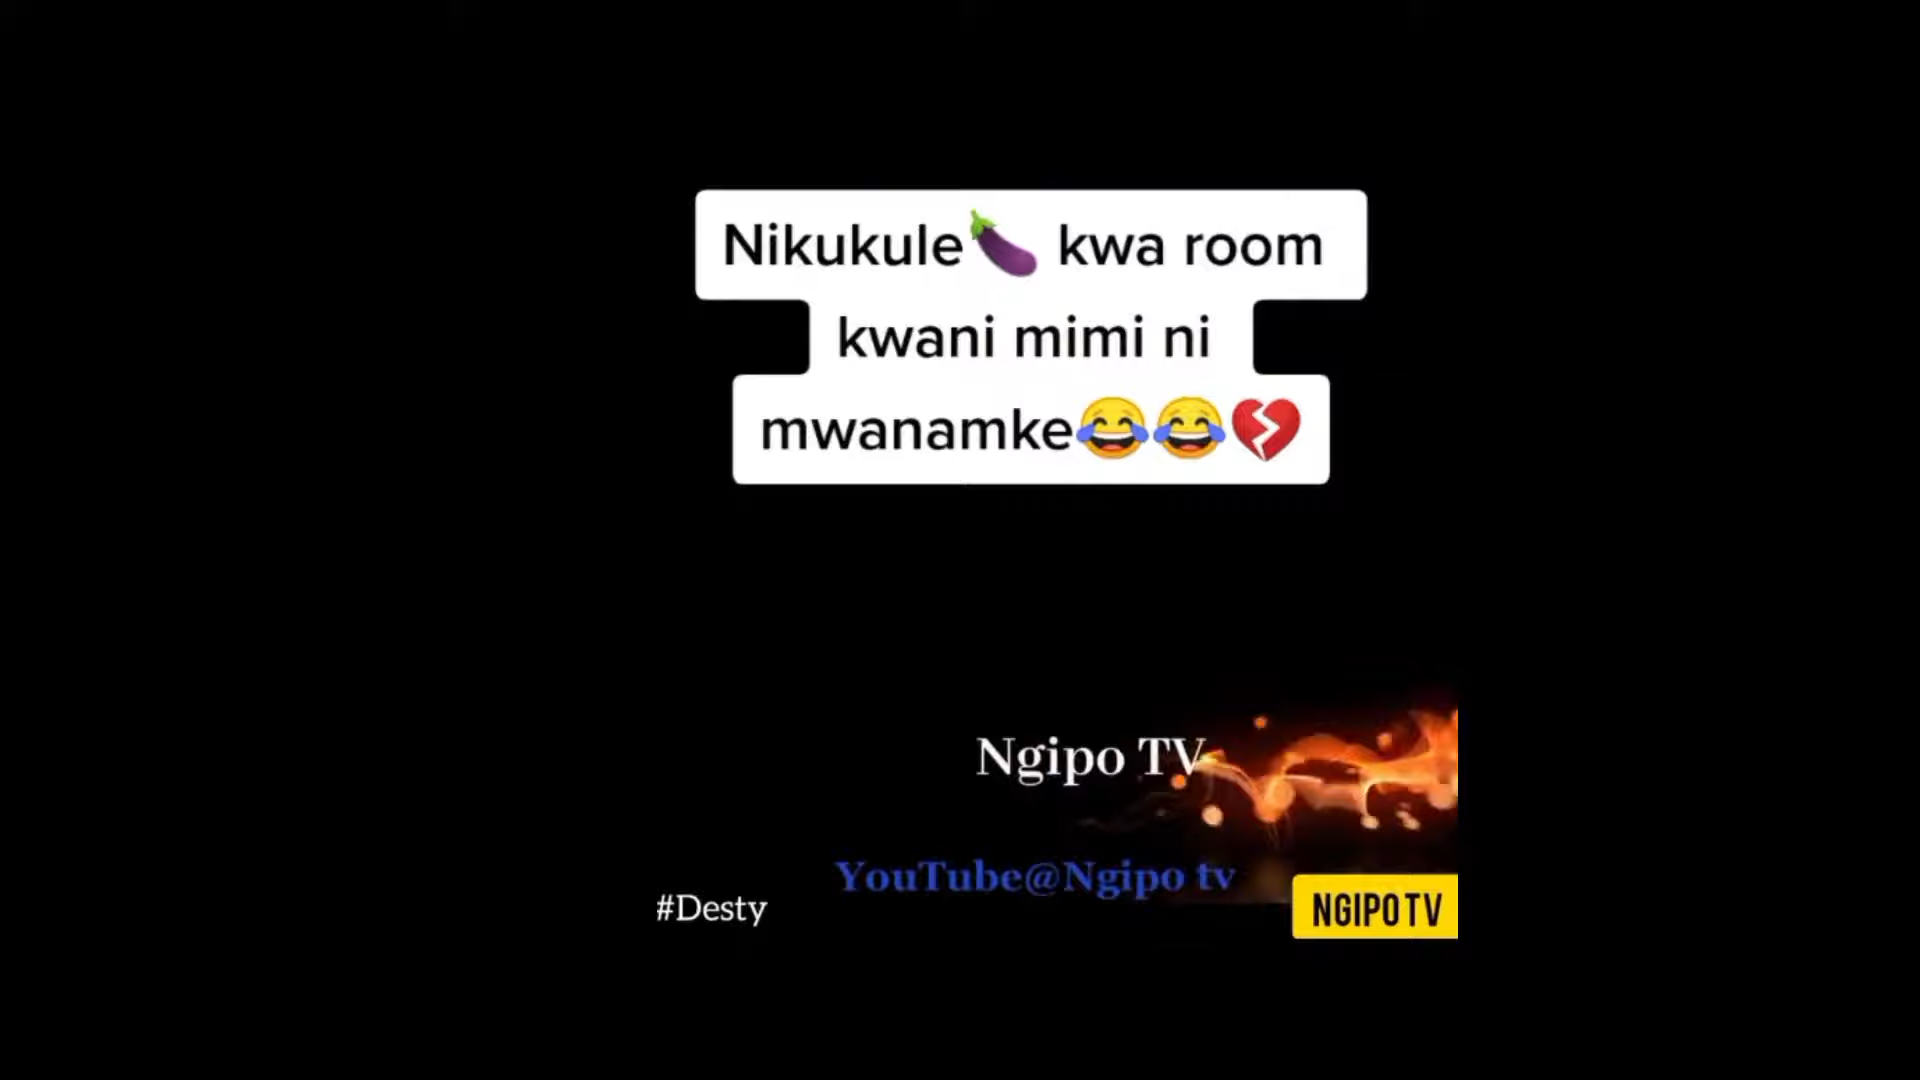 Nikukule🍆 kwa room
kwani mimi ni
mwanamke😂😂💔
Ngipo TV
YouTube@Ngipo tv
#Desty
NGIPO TV